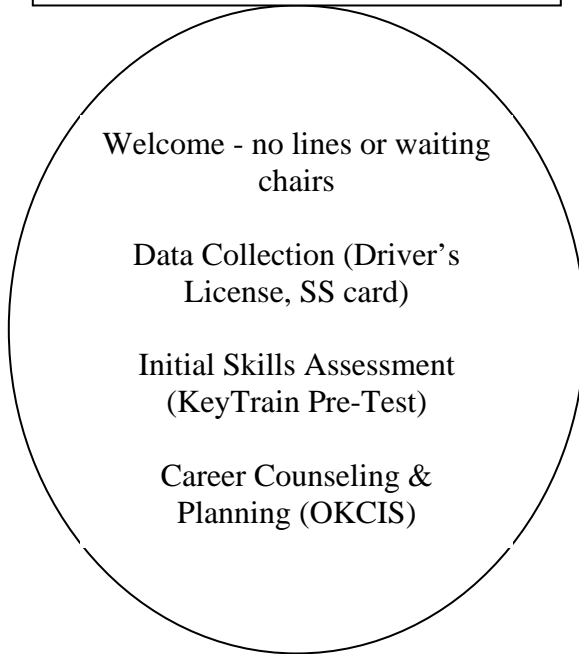 Welcome - no lines or waiting
chairs
Data Collection (Driver’s
License, SS card)
Initial Skills Assessment
(KeyTrain Pre-Test)
Career Counseling &
Planning (OKCIS)